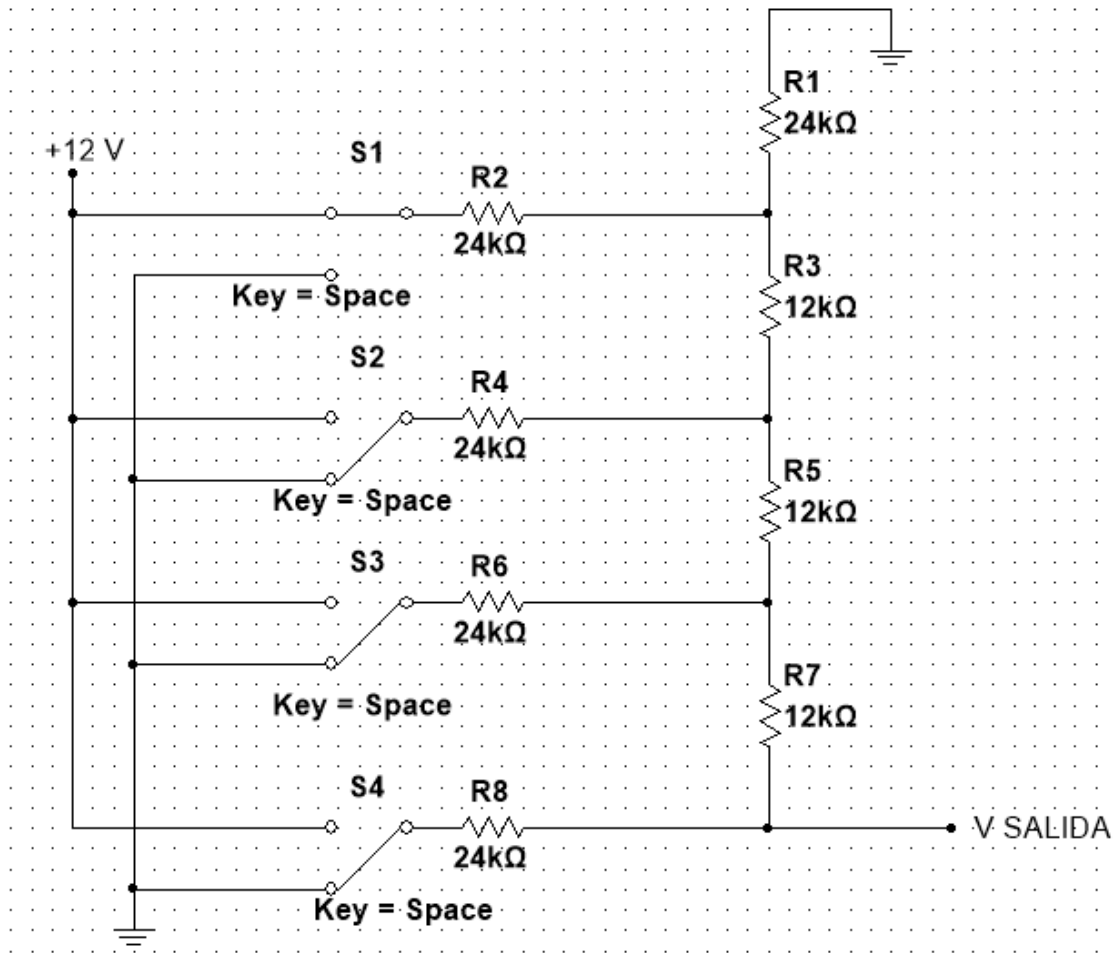 R1
24kΩ
+12 V
S1
R2
24kΩ
R3
12kΩ
Key = Space
S2
R4
24kΩ
R5
12kΩ
Key = Space
S3
R6
24kΩ
R7
12kΩ
Key = Space
S4
R8
24kΩ
V SALIDA
Key = Space